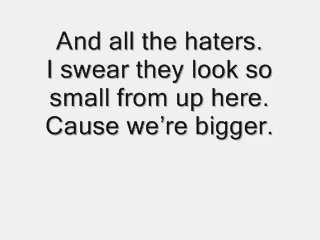 And all the haters.
I swear they look so
small from up here.
Cause we’re bigger.